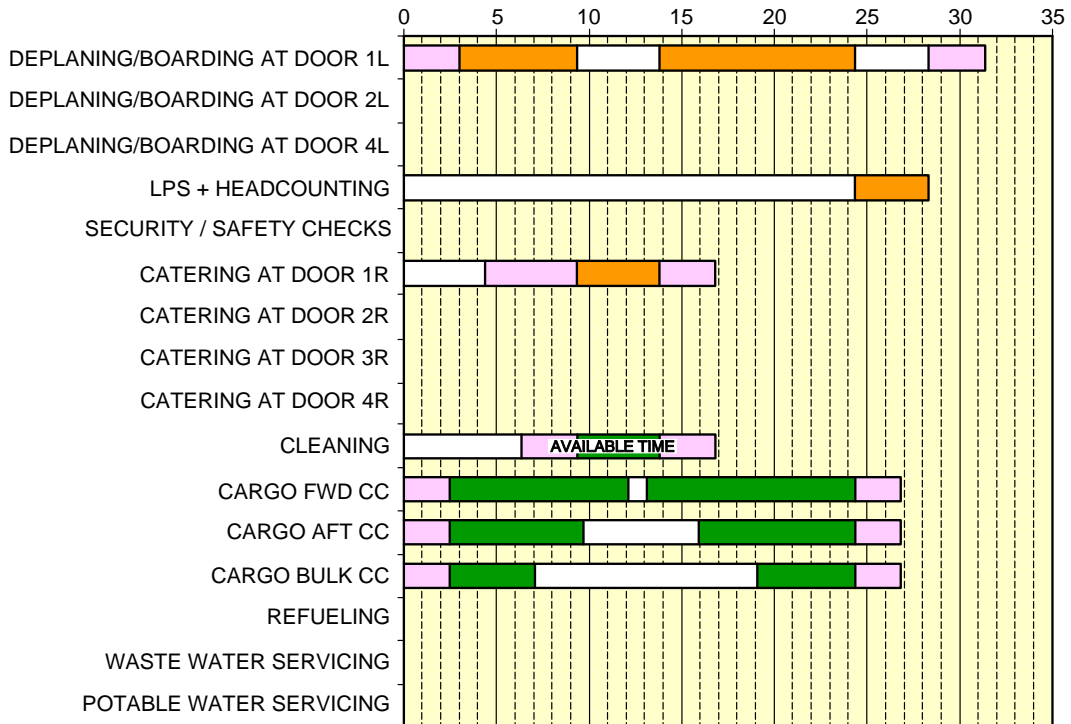 0 5 10 15 20 25 30 35
DEPLANING/BOARDING AT DOOR 1L
DEPLANING/BOARDING AT DOOR 2L
DEPLANING/BOARDING AT DOOR 4L
LPS + HEADCOUNTING
SECURITY / SAFETY CHECKS
CATERING AT DOOR 1R
CATERING AT DOOR 2R
CATERING AT DOOR 3R
CATERING AT DOOR 4R
CLEANING AVAILABLE TIME
CARGO FWD CC
CARGO AFT CC
CARGO BULK CC
REFUELING
WASTE WATER SERVICING
POTABLE WATER SERVICING